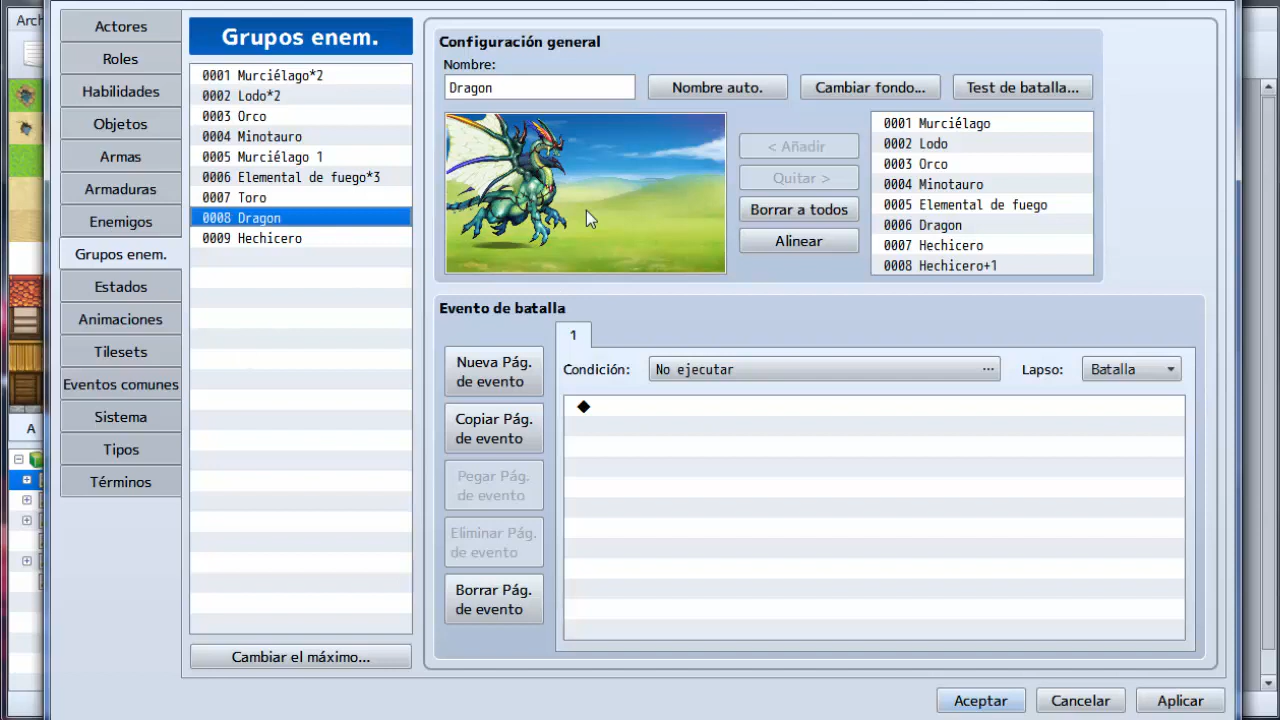 Arch
Actores
Roles
Habilidades
Objetos
Armas
Armaduras
Enemigos
Grupos enem.
Estados
Animaciones
Tilesets
Eventos comunes
Sistema
Tipos
Términos
A
Grupos enem.
0001 Murciélago*2
0002 Lodo*2
0003 Orco
0004 Minotauro
0005 Murciélago 1
0006 Elemental de fuego*3
0007 Toro
0008 Dragon
0009 Hechicero
Cambiar el máximo...
Configuración general
Nombre:
Dragon
Nombre auto.
Cambiar fondo...
Test de batalla...
< Añadir
Quitar >
Borrar a todos
Alinear
0001 Murciélago
0002 Lodo
0003 Orco
0004 Minotauro
0005 Elemental de fuego
0006 Dragon
0007 Hechicero
0008 Hechicero+1
Evento de batalla
1
Nueva Pág.
de evento
Copiar Pág.
de evento
Pegar Pág.
de evento
Eliminar Pág.
de evento
Borrar Pág.
de evento
Condición:
No ejecutar
...
Lapso:
Batalla
◆
Aceptar
Cancelar
Aplicar